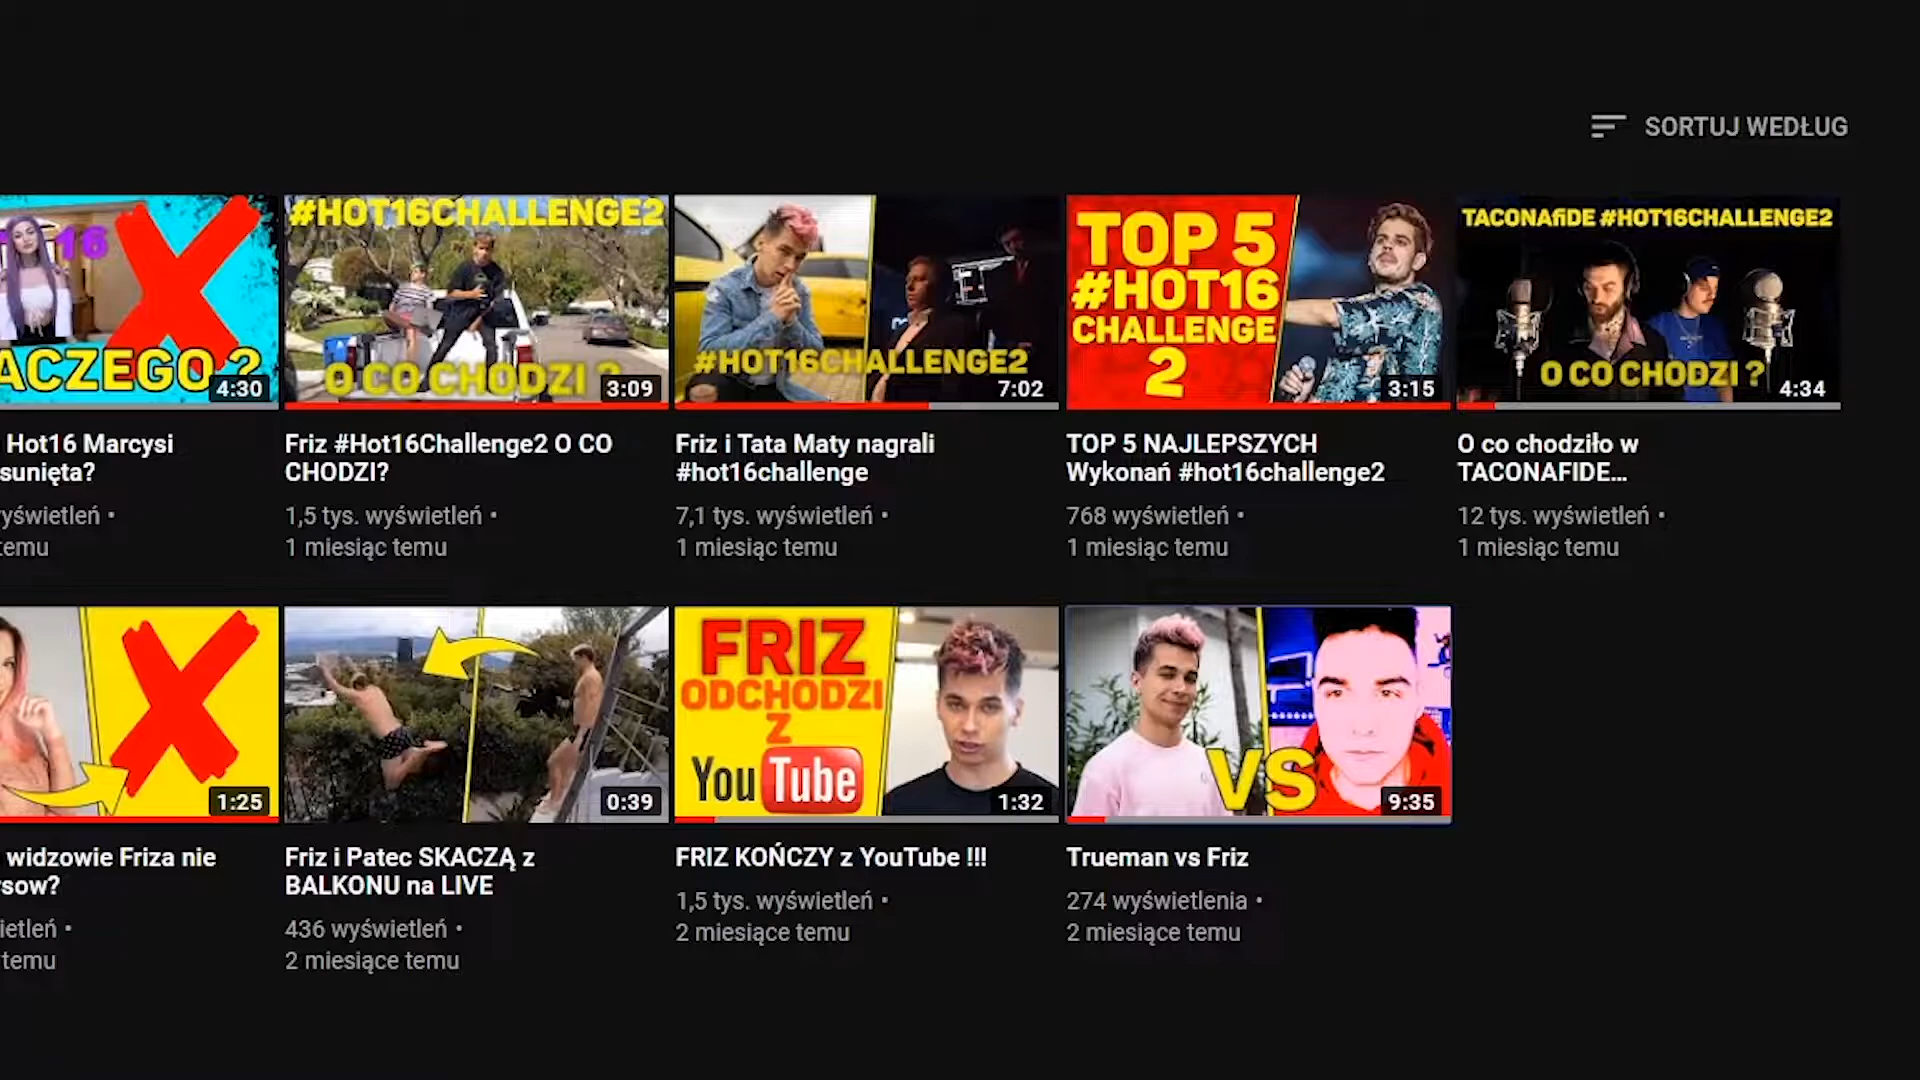 SORTUJ WEDŁUG
16
ACZEGO ?
4:30
#HOT16CHALLENGE2
O CO CHODZI ?
3:09
#HOT16CHALLENGE2
7:02
TOP 5
#HOT16
CHALLENGE
2
3:15
TACONAFIDE #HOT16CHALLENGE2
O CO CHODZI ?
4:34
Hot16 Marcysi
sunięta?
yświetleń •
temu
Friz #Hot16Challenge2 O CO
CHODZI?
1,5 tys. wyświetleń •
1 miesiąc temu
Friz i Tata Maty nagrali
#hot16challenge
7,1 tys. wyświetleń •
1 miesiąc temu
TOP 5 NAJLEPSZYCH
Wykonań #hot16challenge2
768 wyświetleń •
1 miesiąc temu
O co chodziło w
TACONAFIDE...
12 tys. wyświetleń •
1 miesiąc temu
1:25
0:39
FRIZ
ODCHODZI
Z
YouTube
1:32
VS
9:35
widzowie Friza nie
rsow?
ietleń •
temu
Friz i Patec SKACZĄ z
BALKONU na LIVE
436 wyświetleń •
2 miesiące temu
FRIZ KOŃCZY z YouTube !!!
1,5 tys. wyświetleń •
2 miesiące temu
Trueman vs Friz
274 wyświetlenia •
2 miesiące temu